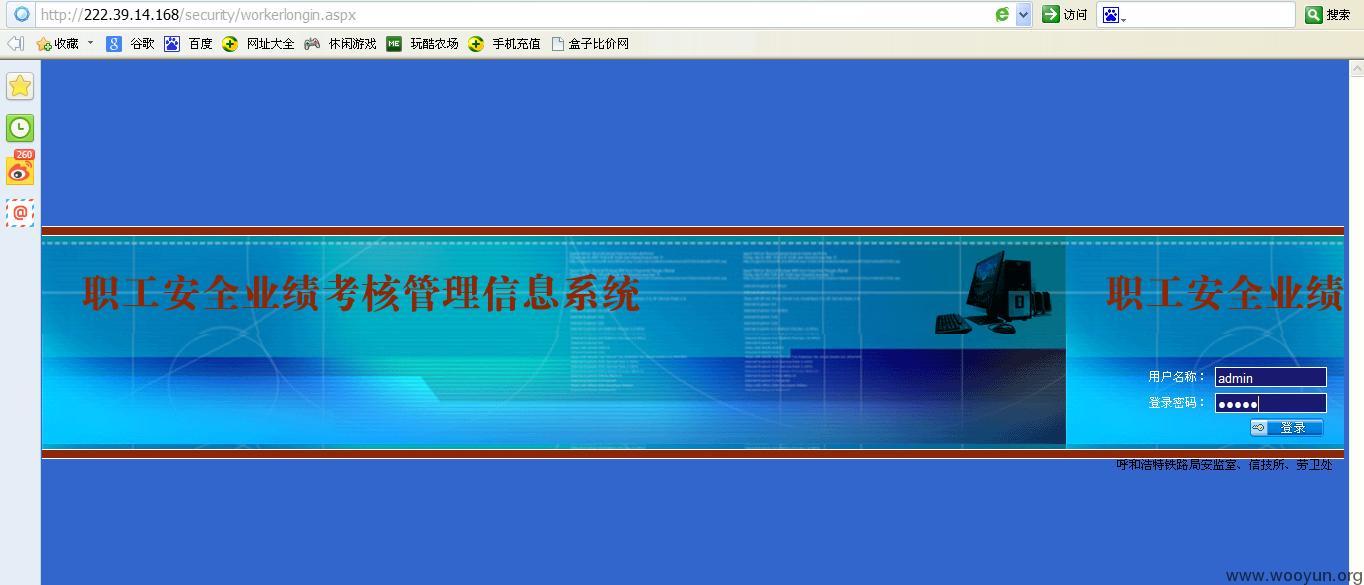 http://222.39.14.168/security/workerlongin.aspx
访问
搜索
收藏 谷歌 百度 网址大全 休闲游戏 ME 玩酷农场 手机充值 盒子比价网
260
@
职工安全业绩考核管理信息系统
职工安全业绩
用户名称： admin
登录密码： ●●●●●
登录
呼和浩特铁路局安监室、信技所、劳卫处
www.wooyun.org